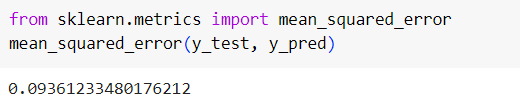 from sklearn.metrics import mean_squared_error
mean_squared_error(y_test, y_pred)
0.09361233480176212